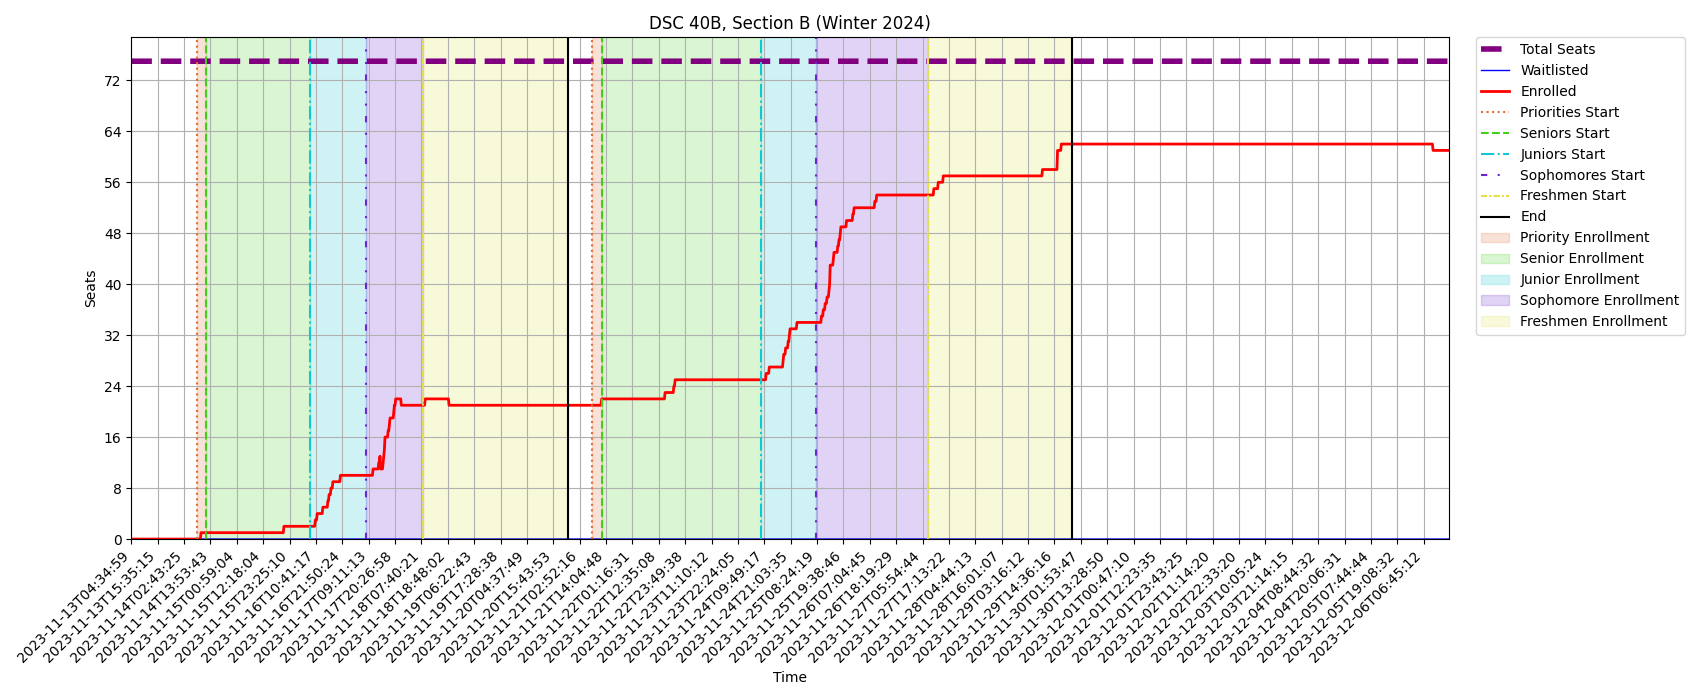 DSC 40B, Section B (Winter 2024)
Seats
72
64
56
48
40
32
24
16
8
0
2023-11-13T04:34:59
2023-11-13T15:35:15
2023-11-14T02:43:25
2023-11-14T13:53:43
2023-11-15T00:59:04
2023-11-15T12:18:04
2023-11-15T23:25:10
2023-11-16T10:41:17
2023-11-16T21:50:24
2023-11-17T09:11:13
2023-11-17T20:26:58
2023-11-18T07:40:21
2023-11-18T18:48:02
2023-11-19T06:22:43
2023-11-19T17:28:38
2023-11-20T04:37:49
2023-11-20T15:43:53
2023-11-21T02:52:16
2023-11-21T14:04:48
2023-11-22T01:16:31
2023-11-22T12:35:08
2023-11-22T23:49:38
2023-11-23T11:10:12
2023-11-23T22:24:05
2023-11-24T09:49:17
2023-11-24T21:03:35
2023-11-25T08:24:19
2023-11-25T19:38:46
2023-11-26T07:04:45
2023-11-26T18:19:29
2023-11-27T05:54:44
2023-11-27T17:13:22
2023-11-28T04:44:13
2023-11-28T16:01:07
2023-11-29T03:16:12
2023-11-29T14:36:16
2023-11-30T01:53:47
2023-11-30T13:28:50
2023-12-01T00:47:10
2023-12-01T12:23:35
2023-12-01T23:43:25
2023-12-02T11:14:20
2023-12-02T22:33:20
2023-12-03T10:05:24
2023-12-03T21:14:15
2023-12-04T08:44:32
2023-12-04T20:06:31
2023-12-05T07:44:44
2023-12-05T19:08:32
2023-12-06T06:45:12
Time
Total Seats
Waitlisted
Enrolled
Priorities Start
Seniors Start
Juniors Start
Sophomores Start
Freshmen Start
End
Priority Enrollment
Senior Enrollment
Junior Enrollment
Sophomore Enrollment
Freshmen Enrollment